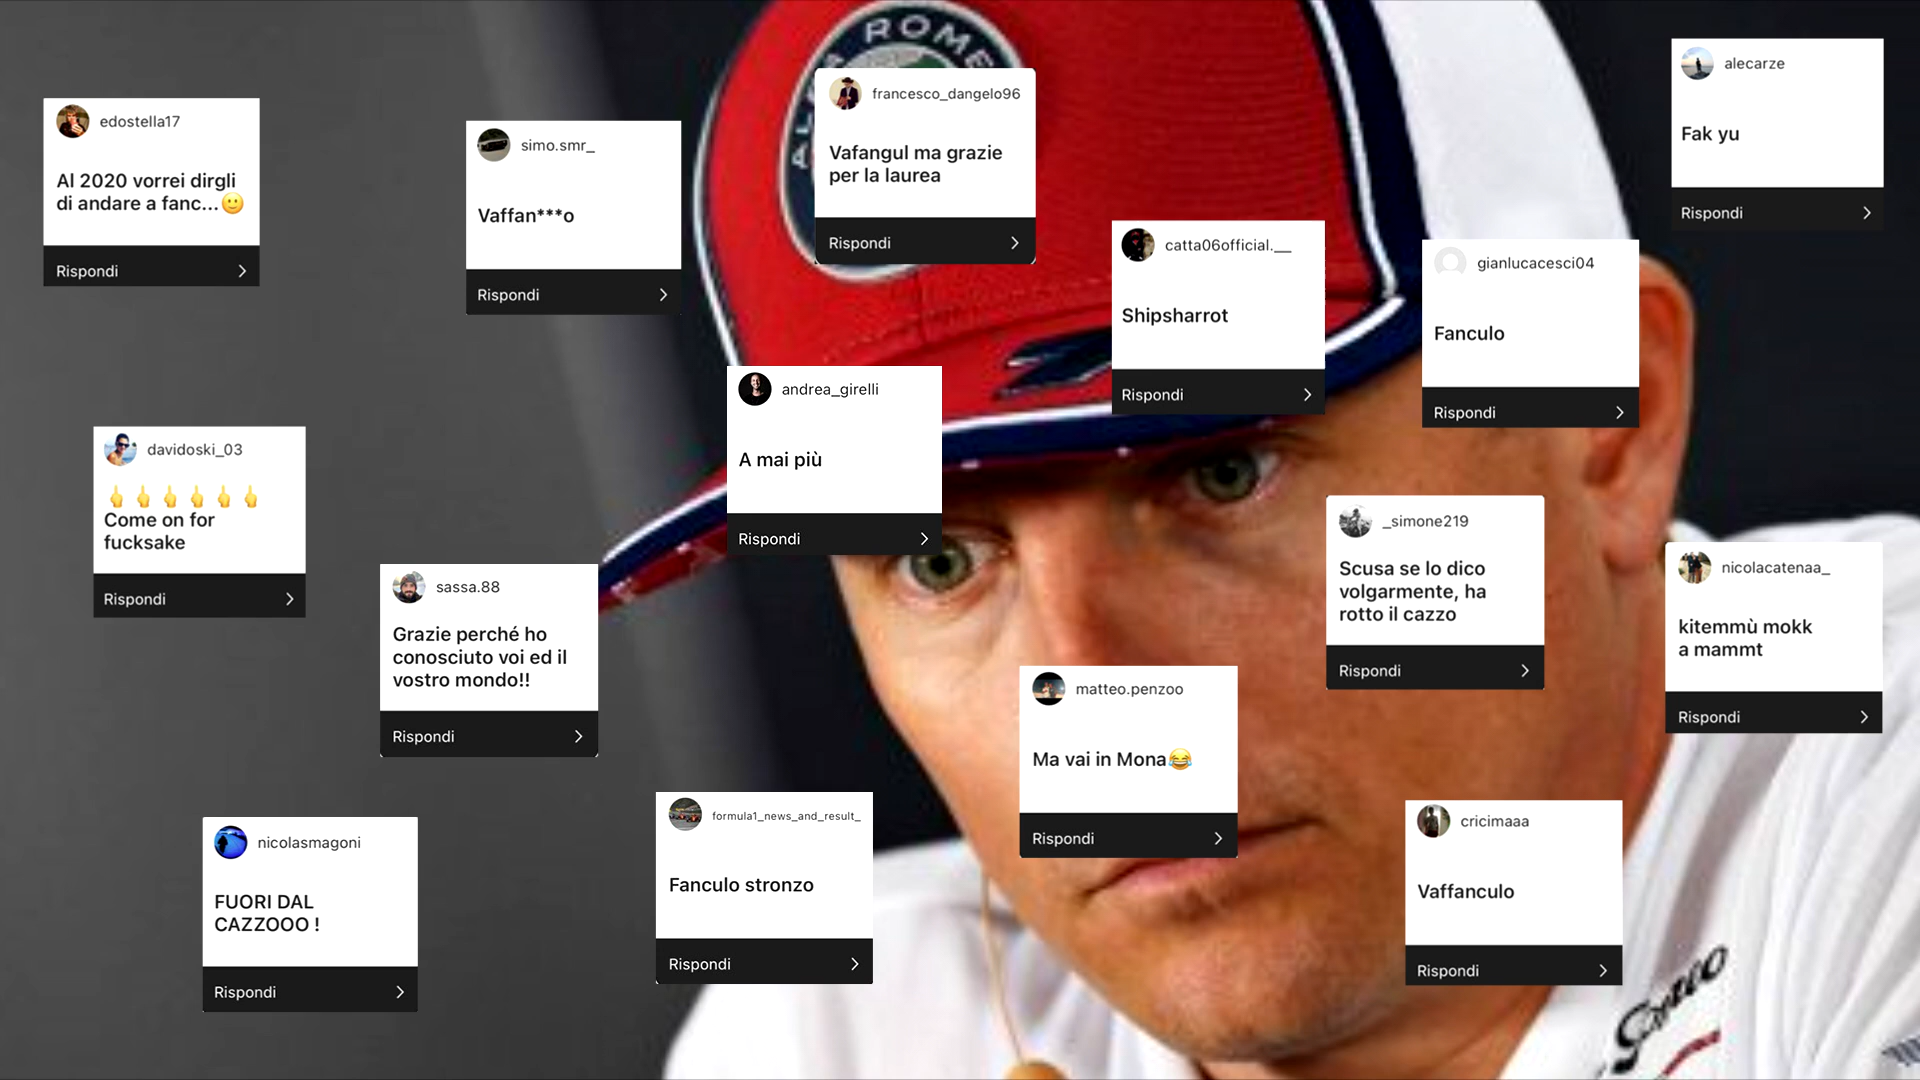 ALFA ROMEO
alecarze
Fak yu
Rispondi
francesco_dangelo96
Vafangul ma grazie
per la laurea
Rispondi
edostella17
Al 2020 vorrei dirgli
di andare a fanc...🙂
Rispondi
simo.smr_
Vaffan***o
Rispondi
catta06official.__
Shipsharrot
Rispondi
gianlucacesci04
Fanculo
Rispondi
andrea_girelli
A mai più
Rispondi
davidoski_03
🖕🖕🖕🖕🖕🖕
Come on for
fucksake
Rispondi
_simone219
Scusa se lo dico
volgarmente, ha
rotto il cazzo
Rispondi
nicolacatenaa_
kitemmù mokk
a mammt
Rispondi
sassa.88
Grazie perché ho
conosciuto voi ed il
vostro mondo!!
Rispondi
matteo.penzoo
Ma vai in Mona😂
Rispondi
formula1_news_and_result_
Fanculo stronzo
Rispondi
cricimaaa
Vaffanculo
Rispondi
nicolasmagoni
FUORI DAL
CAZZOOO !
Rispondi